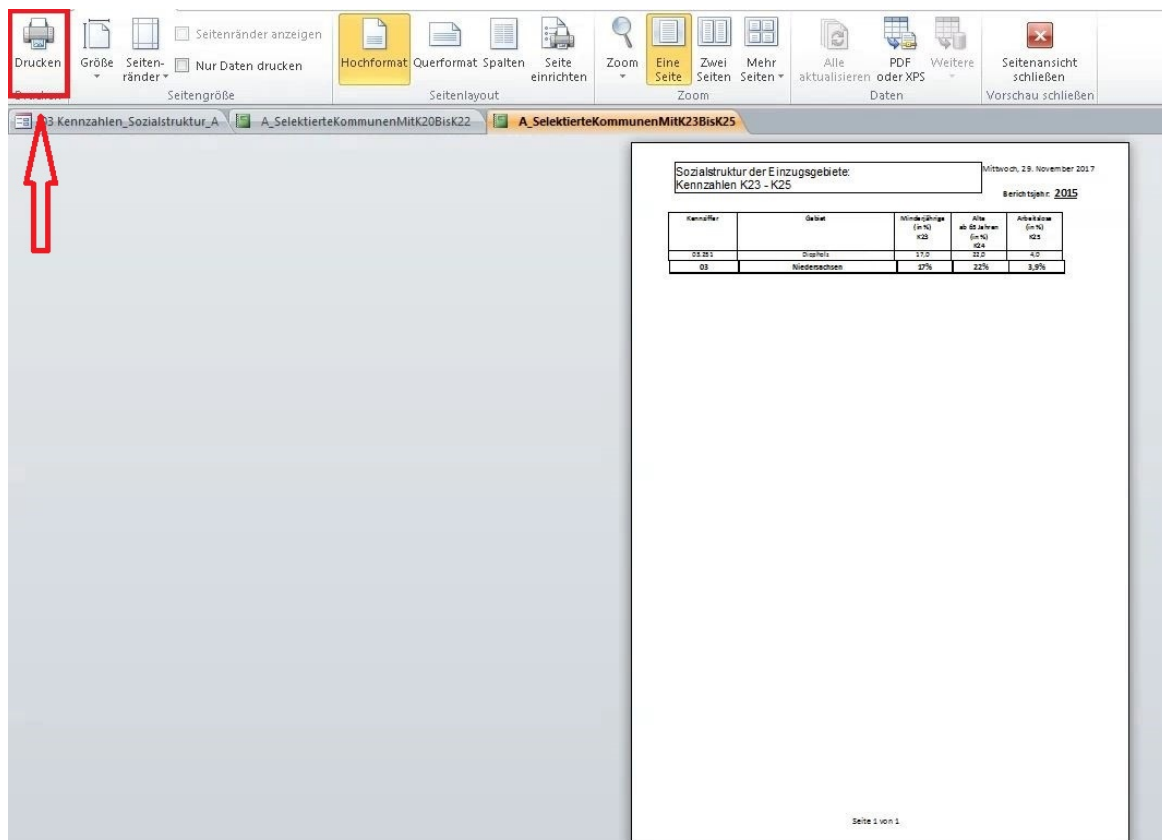 Drucken
Größe
Seiten-
ränder
Seitenränder anzeigen
Nur Daten drucken
Hochformat
Querformat
Spalten
Seite
einrichten
Zoom
Eine
Seite
Zwei
Seiten
Mehr
Seiten
Alle
aktualisieren
PDF
oder XPS
Weitere
Seitenansicht
schließen
Drucken
Seitengröße
Seitenlayout
Zoom
Daten
Vorschau schließen
03 Kennzahlen_Sozialstruktur_A
A_SelektierteKommunenMitK20BisK22
A_SelektierteKommunenMitK23BisK25
Sozialstruktur der Einzugsgebiete:
Kennzahlen K23 - K25
Mittwoch, 29. November 2017
Berichtsjahr: 2015
Kennziffer
Gebiet
Minderjährige
(in %)
K23
Alte
ab 65 Jahren
(in %)
K24
Arbeitslose
(in %)
K25
03.251 Diepholz 17,0 22,0 4,0
03 Niedersachsen 17% 22% 3,9%
Seite 1 von 1